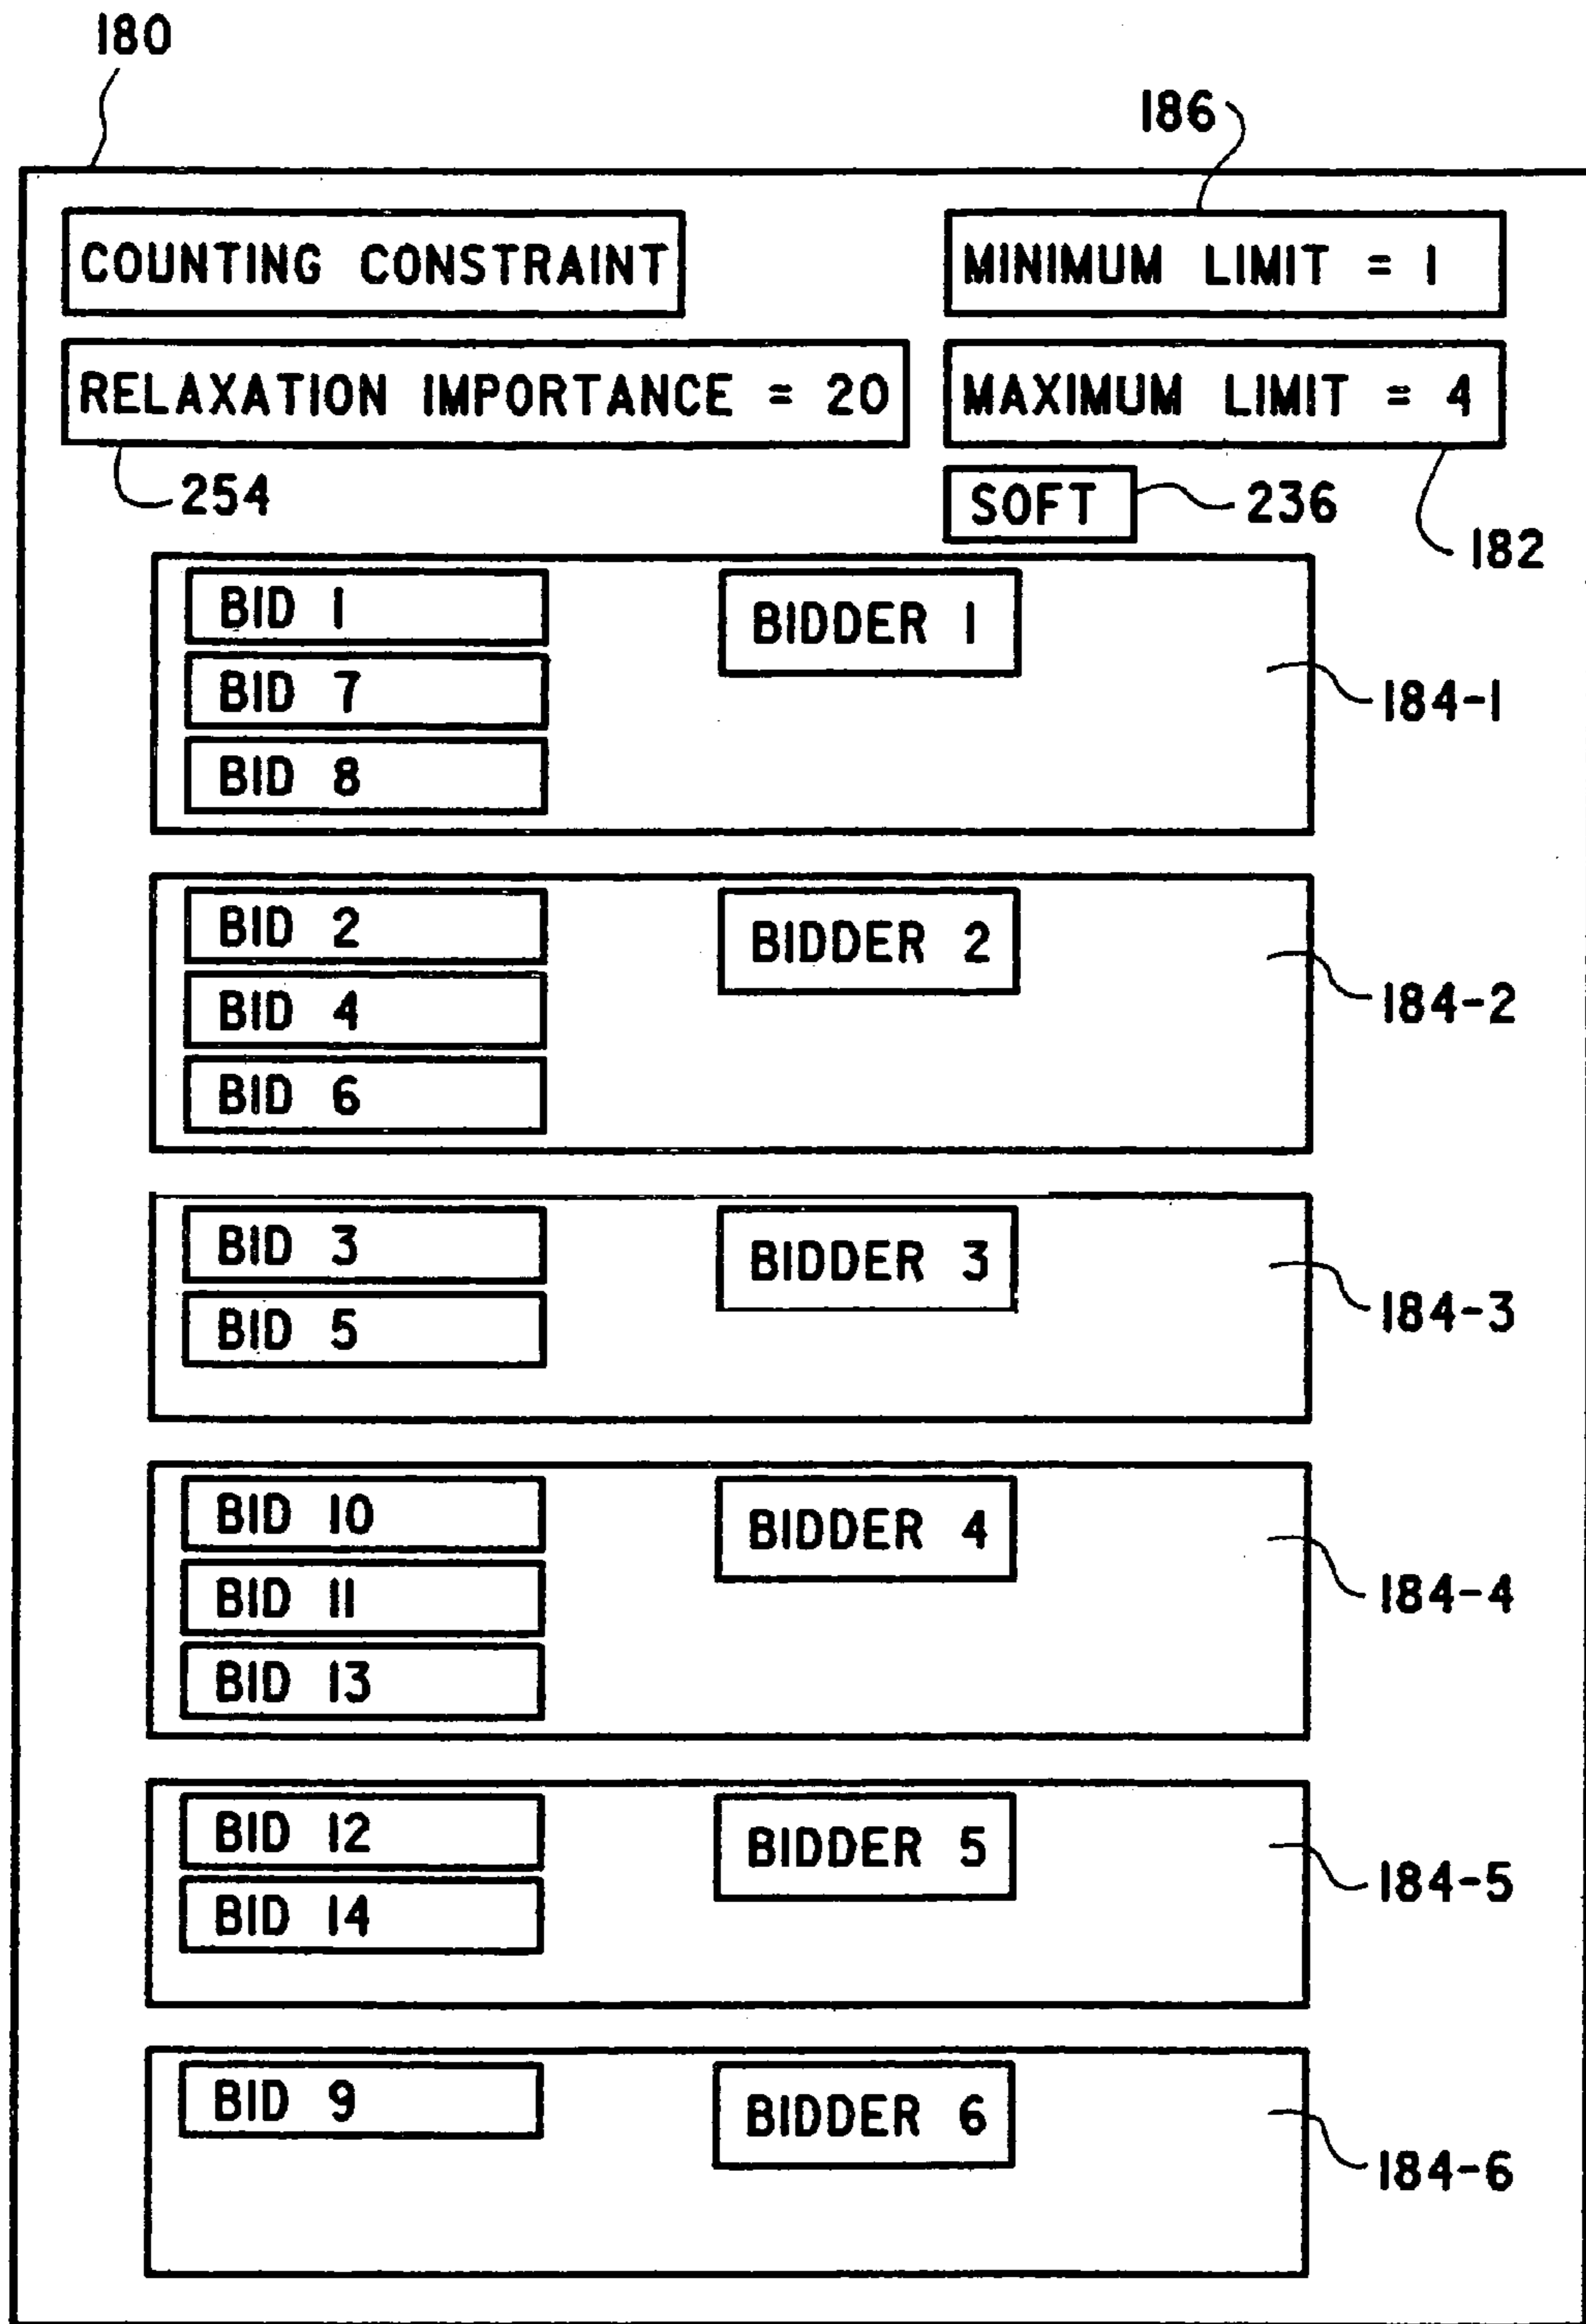 180
186
COUNTING CONSTRAINT
MINIMUM LIMIT = 1
RELAXATION IMPORTANCE = 20
MAXIMUM LIMIT = 4
254
SOFT
236
182
BID 1
BIDDER 1
BID 7
184-1
BID 8
BID 2
BIDDER 2
BID 4
184-2
BID 6
BID 3
BIDDER 3
BID 5
184-3
BID 10
BIDDER 4
BID 11
184-4
BID 13
BID 12
BIDDER 5
BID 14
184-5
BID 9
BIDDER 6
184-6